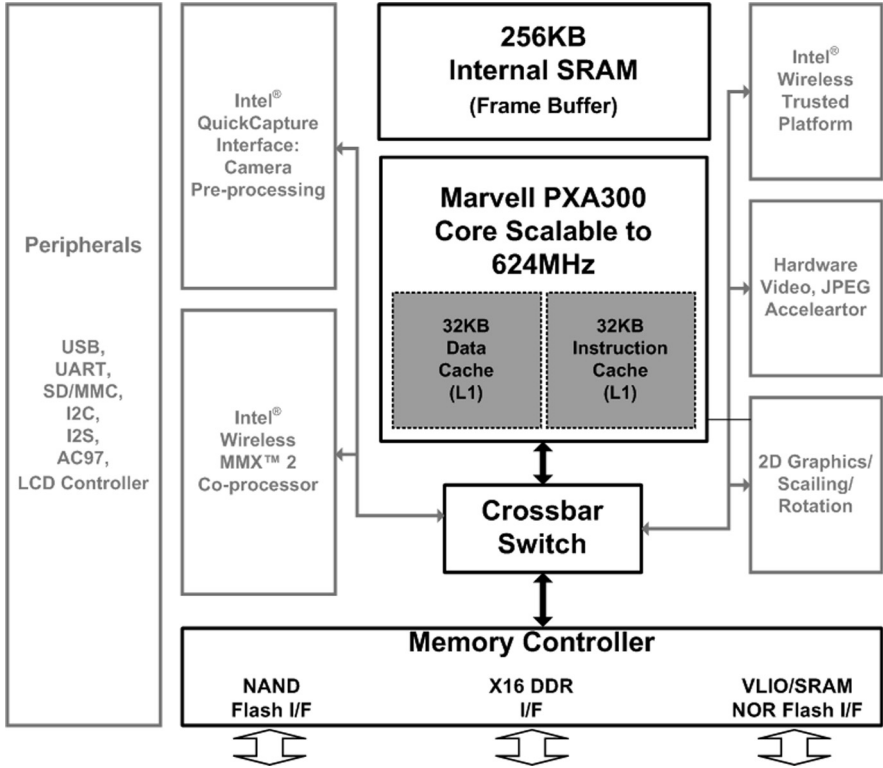 Peripherals
USB,
UART,
SD/MMC,
I2C,
I2S,
AC97,
LCD Controller
Intel®
QuickCapture
Interface:
Camera
Pre-processing
Intel®
Wireless
MMX™ 2
Co-processor
256KB
Internal SRAM
(Frame Buffer)
Marvell PXA300
Core Scalable to
624MHz
32KB
Data
Cache
(L1)
32KB
Instruction
Cache
(L1)
Crossbar
Switch
Intel®
Wireless
Trusted
Platform
Hardware
Video, JPEG
Acceleartor
2D Graphics/
Scailing/
Rotation
Memory Controller
NAND
Flash I/F
X16 DDR
I/F
VLIO/SRAM
NOR Flash I/F